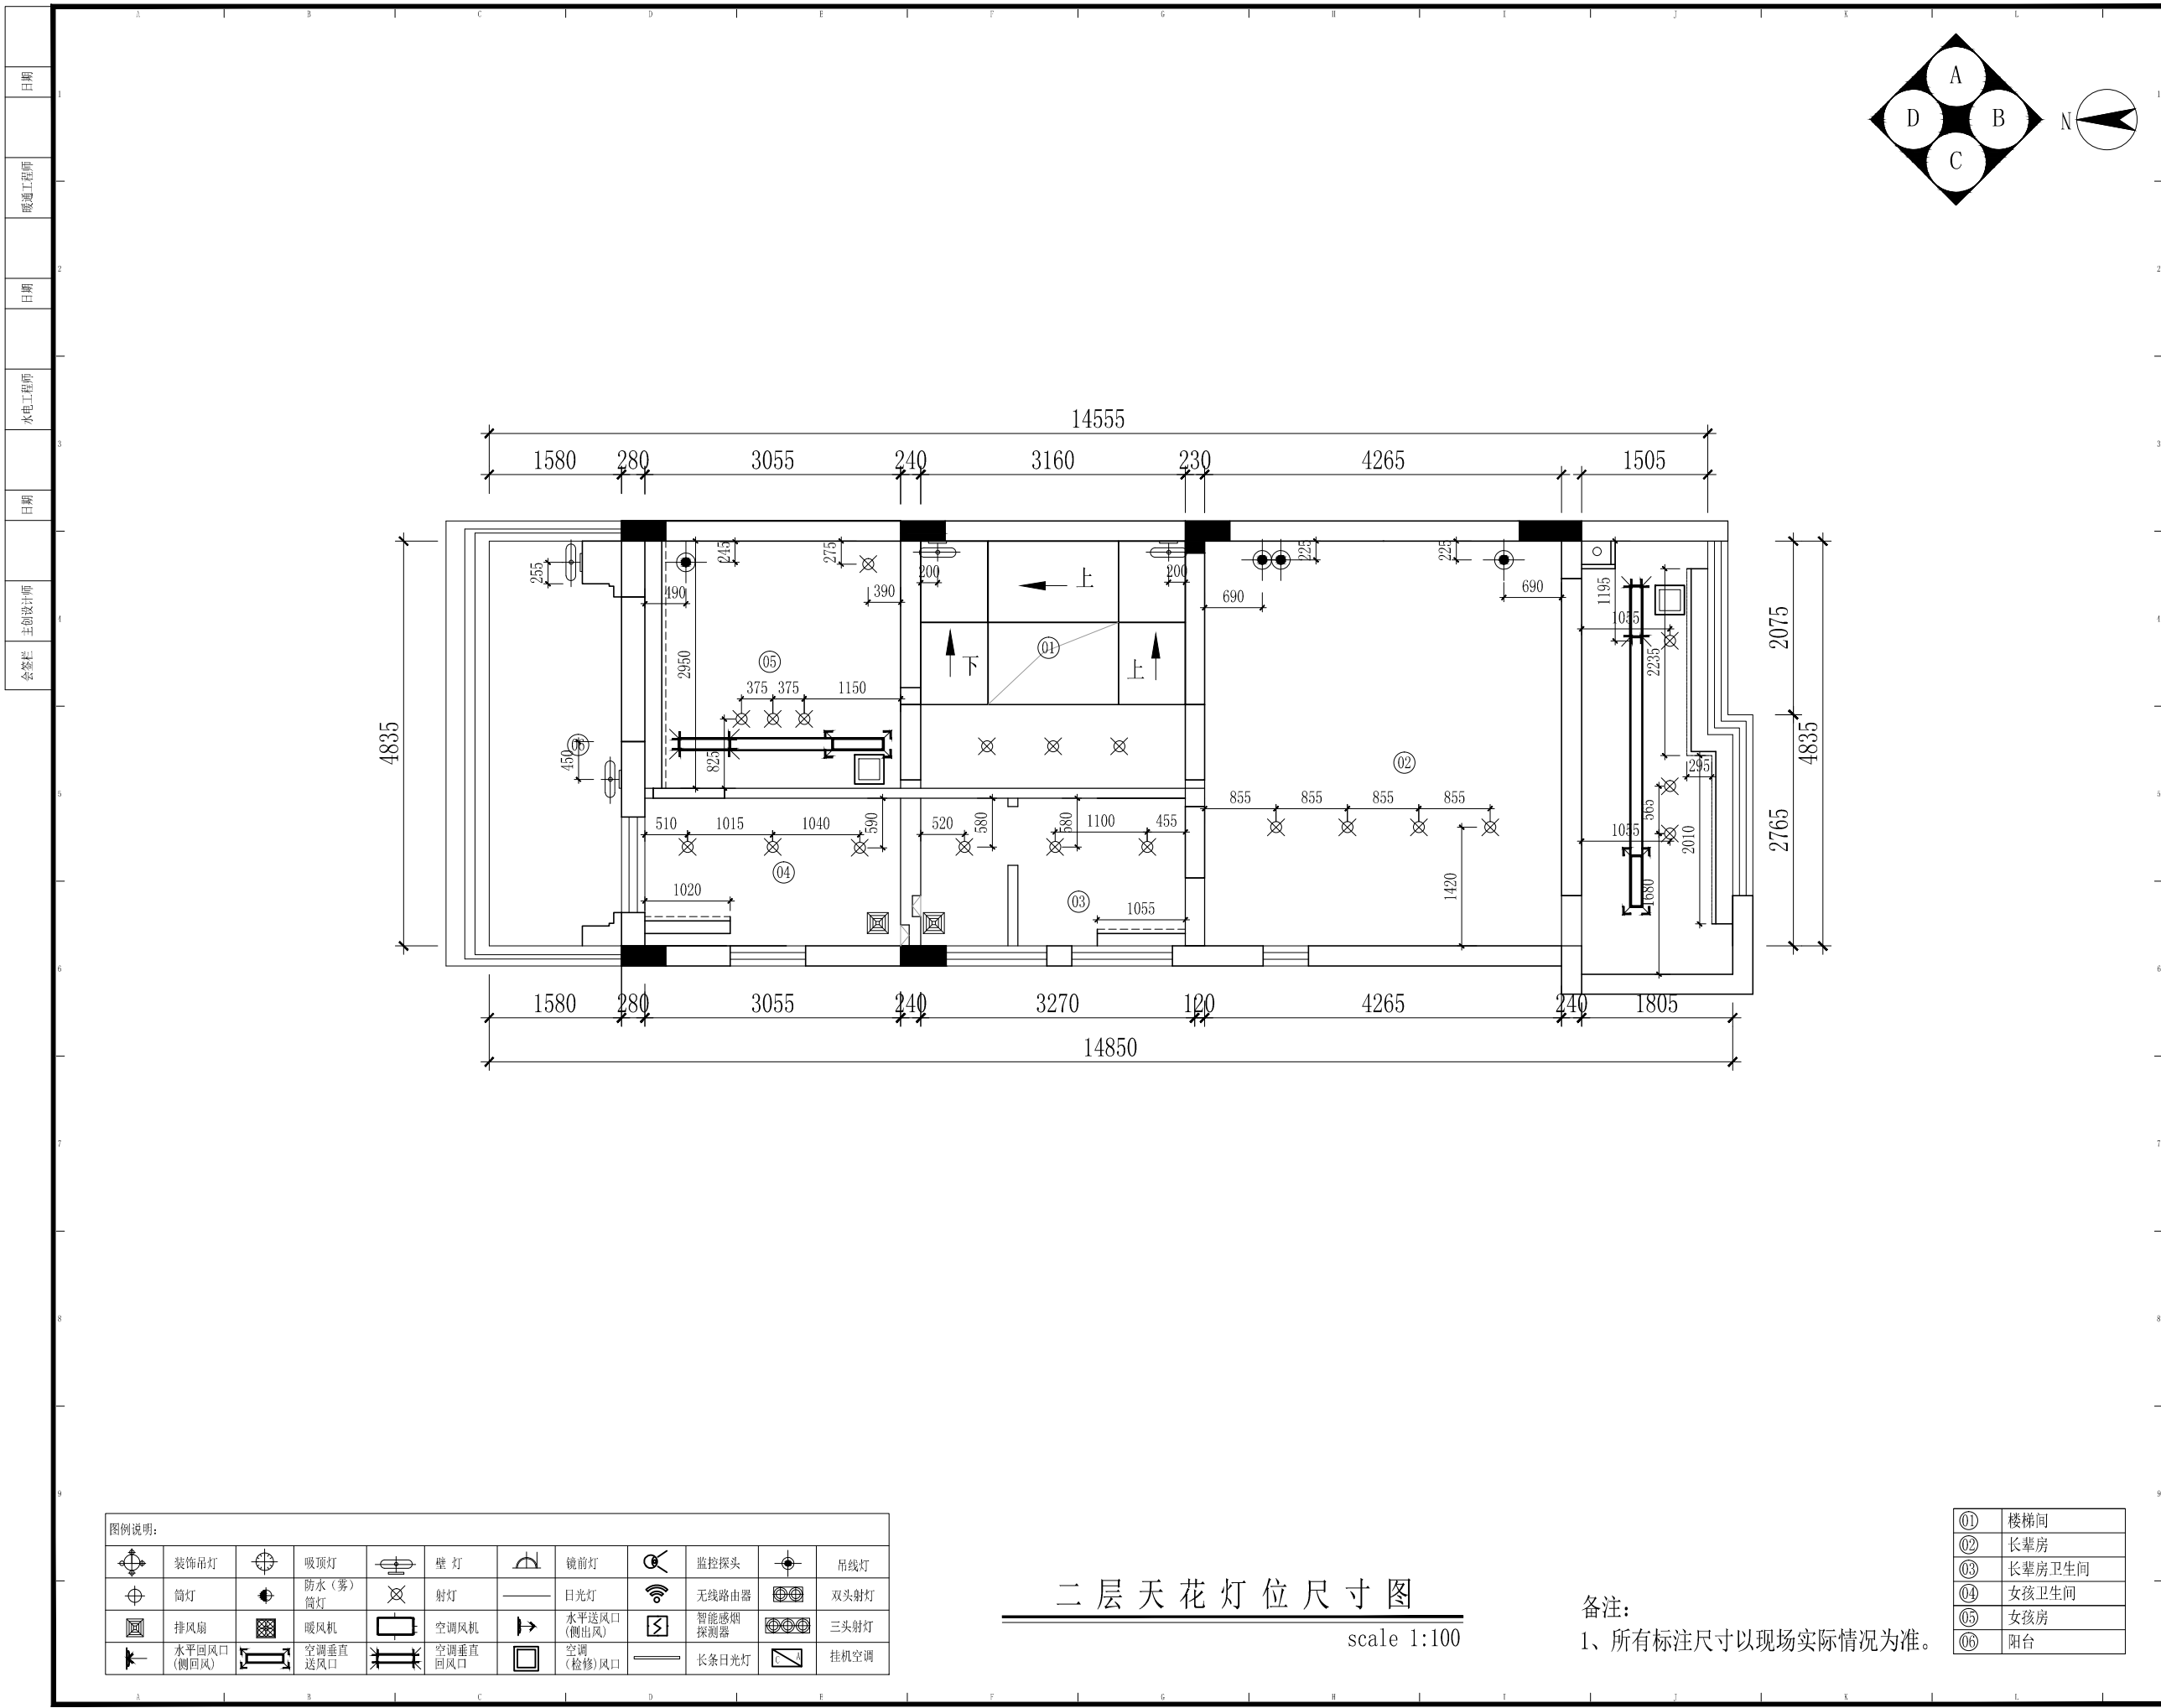 A B C D E F G H I J K L
日期
暖通工程师
日期
水电工程师
日期
主创设计师
会签栏
1
2
3
4
5
6
7
8
9
A
D B
C
N
14555
1580 280 3055 240 3160 230 4265 1505
255
245
275
490
390
200
200
225
225
690
690
1195
1055
上
下
上
01
05
2950
375 375 1150
825
06
450
02
2235
295
565
2010
1055
1680
4835
2075
2765
4835
855 855 855 855
1420
510 1015 1040 590 520 580 680 1100 455
04
1020
03
1055
1580 280 3055 240 3270 120 4265 240 1805
14850
图例说明:
装饰吊灯 吸顶灯 壁 灯 镜前灯 监控探头 吊线灯
筒灯 防水（雾）筒灯 射灯 日光灯 无线路由器 双头射灯
排风扇 暖风机 空调风机 水平送风口(侧出风) 智能感烟探测器 三头射灯
水平回风口(侧回风) 空调垂直送风口 空调垂直回风口 空调(检修)风口 长条日光灯 挂机空调
C A
二层天花灯位尺寸图
scale 1:100
备注:
1、所有标注尺寸以现场实际情况为准。
01 楼梯间
02 长辈房
03 长辈房卫生间
04 女孩卫生间
05 女孩房
06 阳台
A B C D E F G H I J K L